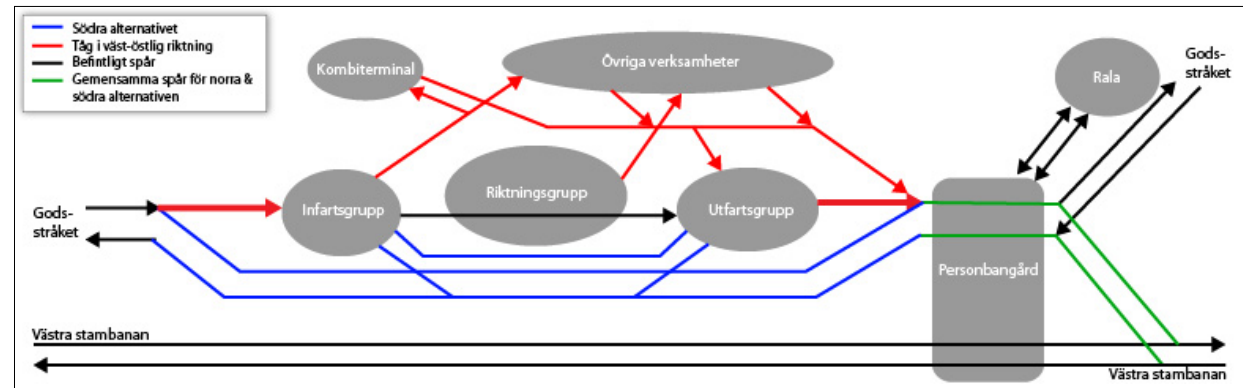 Södra alternativet
Tåg i väst-östlig riktning
Befintligt spår
Gemensamma spår för norra &
södra alternativen
Kombiterminal
Övriga verksamheter
Rala
Gods-
stråket
Infartsgrupp
Riktningsgrupp
Utfartsgrupp
Gods-
stråket
Personbangård
Västra stambanan
Västra stambanan